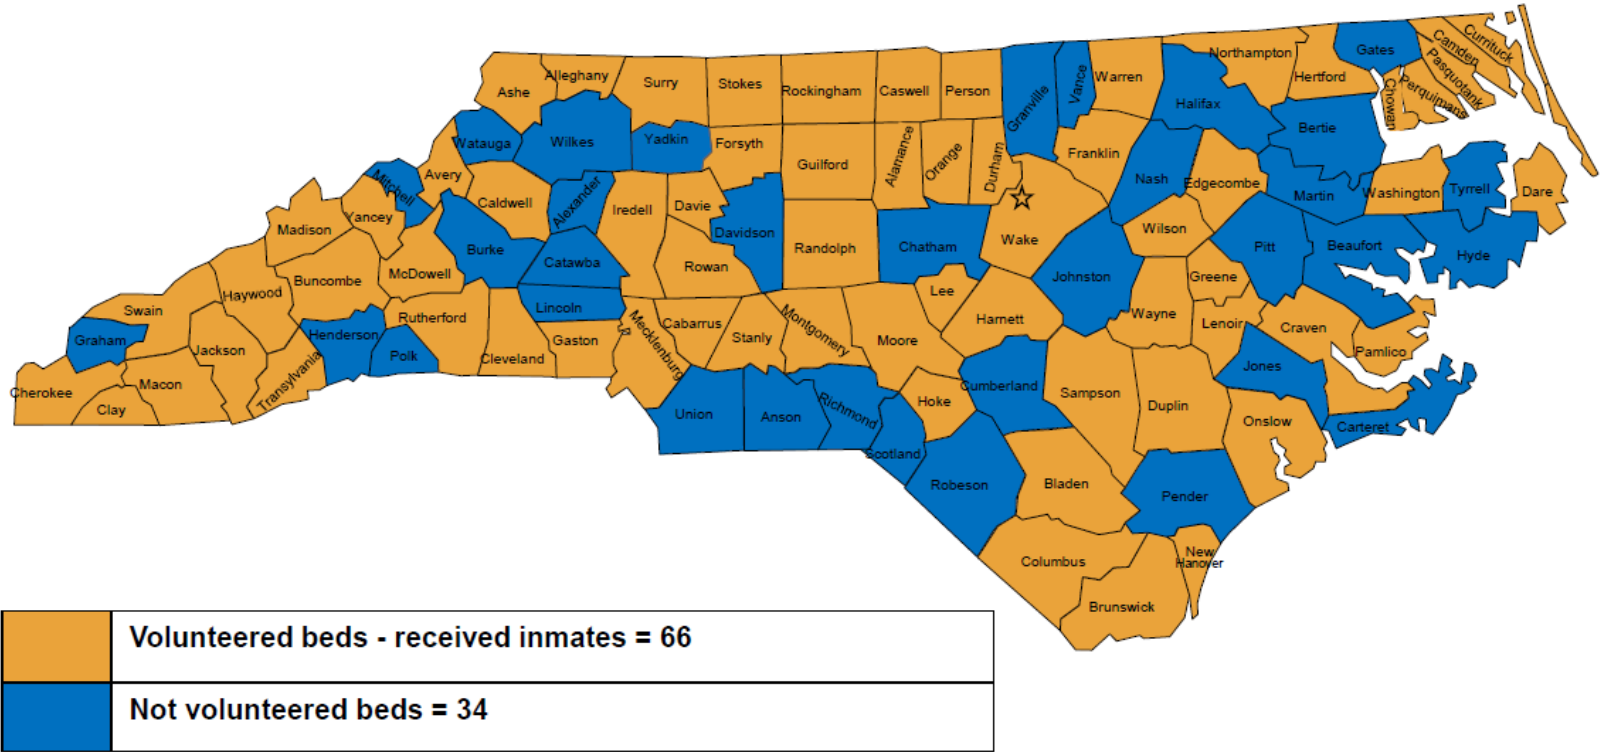 Ashe
Alleghany
Surry
Stokes
Rockingham
Caswell
Person
Granville
Vance
Warren
Northampton
Halifax
Hertford
Gates
Currituck
Camden
Pasquotank
Perquimans
Chowan
Bertie
Watauga
Wilkes
Yadkin
Forsyth
Guilford
Alamance
Orange
Durham
Franklin
Nash
Edgecombe
Martin
Washington
Tyrrell
Dare
Mitchell
Avery
Caldwell
Alexander
Iredell
Davie
Davidson
Randolph
Chatham
Wake
Wilson
Pitt
Beaufort
Hyde
Madison
Yancey
Burke
Catawba
Rowan
Johnston
Greene
Swain
Haywood
Buncombe
McDowell
Lincoln
Lee
Harnett
Wayne
Lenoir
Craven
Pamlico
Graham
Jackson
Henderson
Polk
Rutherford
Cleveland
Gaston
Mecklenburg
Cabarrus
Stanly
Montgomery
Moore
Cherokee
Macon
Clay
Transylvania
Union
Anson
Richmond
Scotland
Hoke
Cumberland
Sampson
Duplin
Jones
Onslow
Carteret
Robeson
Bladen
Pender
Columbus
Brunswick
New
Hanover
Volunteered beds - received inmates = 66
Not volunteered beds = 34